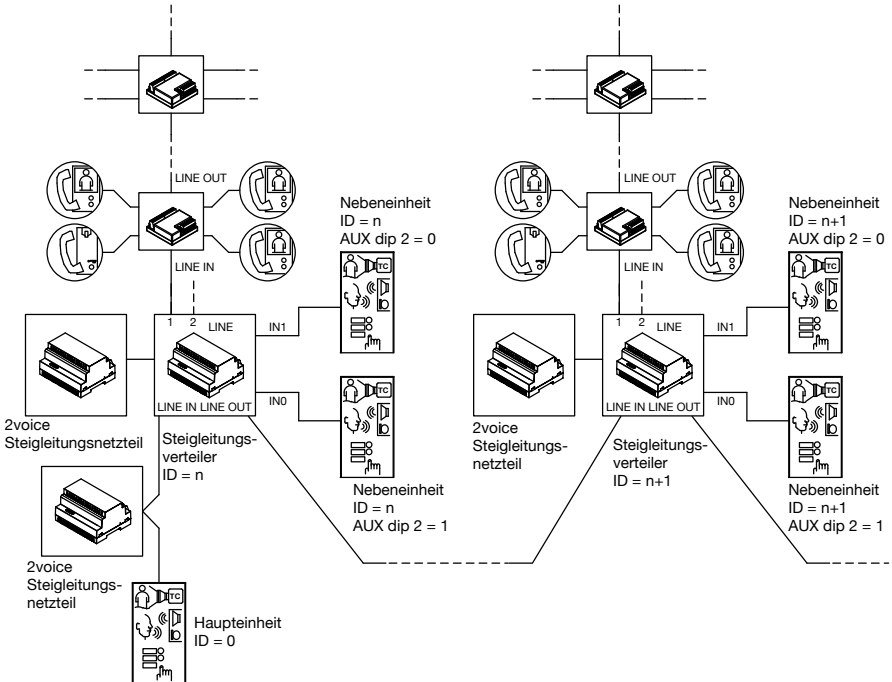 LINE OUT
LINE IN
1 2 LINE
IN1
IN0
LINE IN LINE OUT
Nebeneinheit
ID = n
AUX dip 2 = 0
TC
2voice
Steigleitungsnetzteil
Steigleitungs-
verteiler
ID = n
TC
Nebeneinheit
ID = n
AUX dip 2 = 1
2voice
Steigleitungs-
netzteil
TC
Haupteinheit
ID = 0
LINE OUT
LINE IN
1 2 LINE
IN1
IN0
LINE IN LINE OUT
Nebeneinheit
ID = n+1
AUX dip 2 = 0
TC
2voice
Steigleitungs-
netzteil
Steigleitungs-
verteiler
ID = n+1
TC
Nebeneinheit
ID = n+1
AUX dip 2 = 1